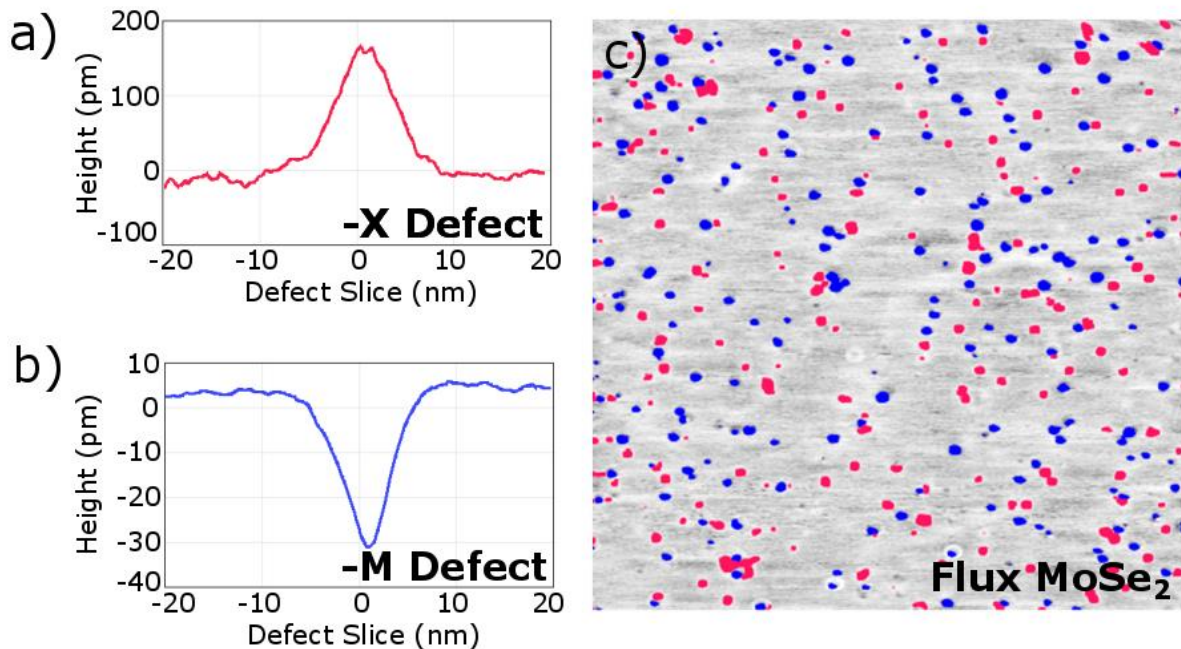 a)
200
100
0
-100
Height (pm)
-X Defect
-20 -10 0 10 20
Defect Slice (nm)
b)
10
0
-10
-20
-30
-40
Height (pm)
-M Defect
-20 -10 0 10 20
Defect Slice (nm)
c)
Flux MoSe₂